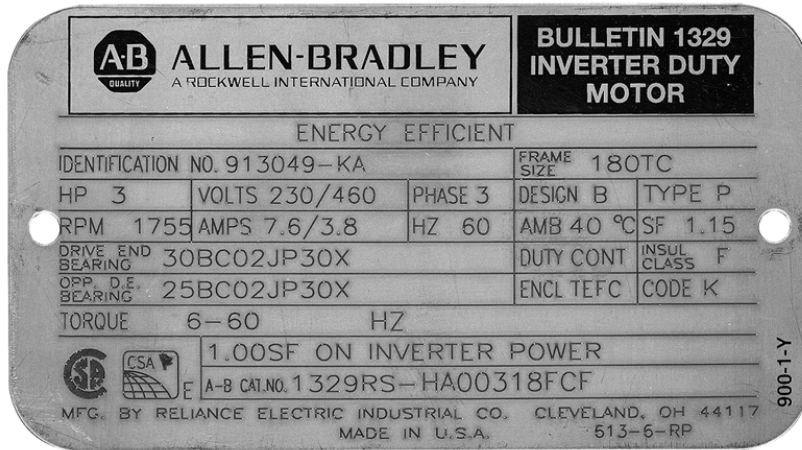 A-B QUALITY ALLEN-BRADLEY
A ROCKWELL INTERNATIONAL COMPANY
BULLETIN 1329
INVERTER DUTY
MOTOR
ENERGY EFFICIENT
IDENTIFICATION NO. 913049-KA FRAME SIZE 180TC
HP 3 VOLTS 230/460 PHASE 3 DESIGN B TYPE P
RPM 1755 AMPS 7.6/3.8 HZ 60 AMB 40 °C SF 1.15
DRIVE END BEARING 30BC02JP30X DUTY CONT INSUL CLASS F
OPP. D.E. BEARING 25BC02JP30X ENCL TEFC CODE K
TORQUE 6-60 HZ
1.00SF ON INVERTER POWER
SA CSA E A-B CAT.NO. 1329RS-HA00318FCF
900-1-Y
MFG. BY RELIANCE ELECTRIC INDUSTRIAL CO. CLEVELAND, OH 44117
MADE IN U.S.A. 613-6-RP